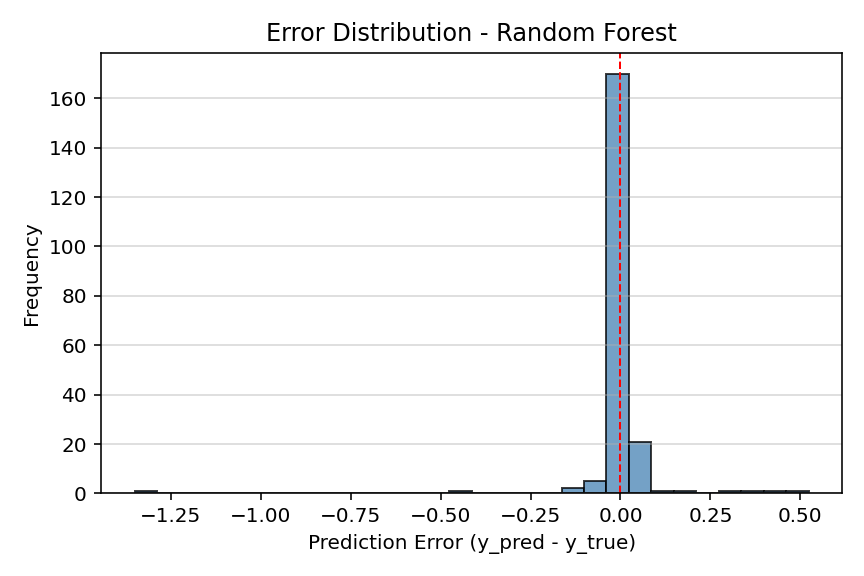 Error Distribution - Random Forest
160
140
120
100
80
60
40
20
0
Frequency
−1.25 −1.00 −0.75 −0.50 −0.25 0.00 0.25 0.50
Prediction Error (y_pred - y_true)